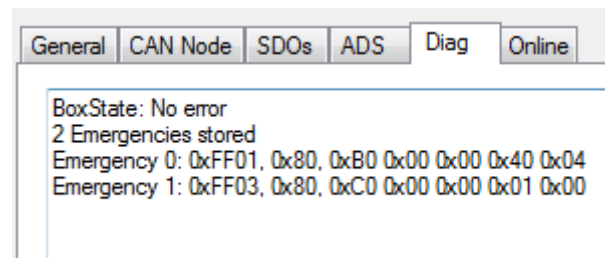 General CAN Node SDOs ADS Diag Online
BoxState: No error
2 Emergencies stored
Emergency 0: 0xFF01, 0x80, 0xB0 0x00 0x00 0x40 0x04
Emergency 1: 0xFF03, 0x80, 0xC0 0x00 0x00 0x01 0x00